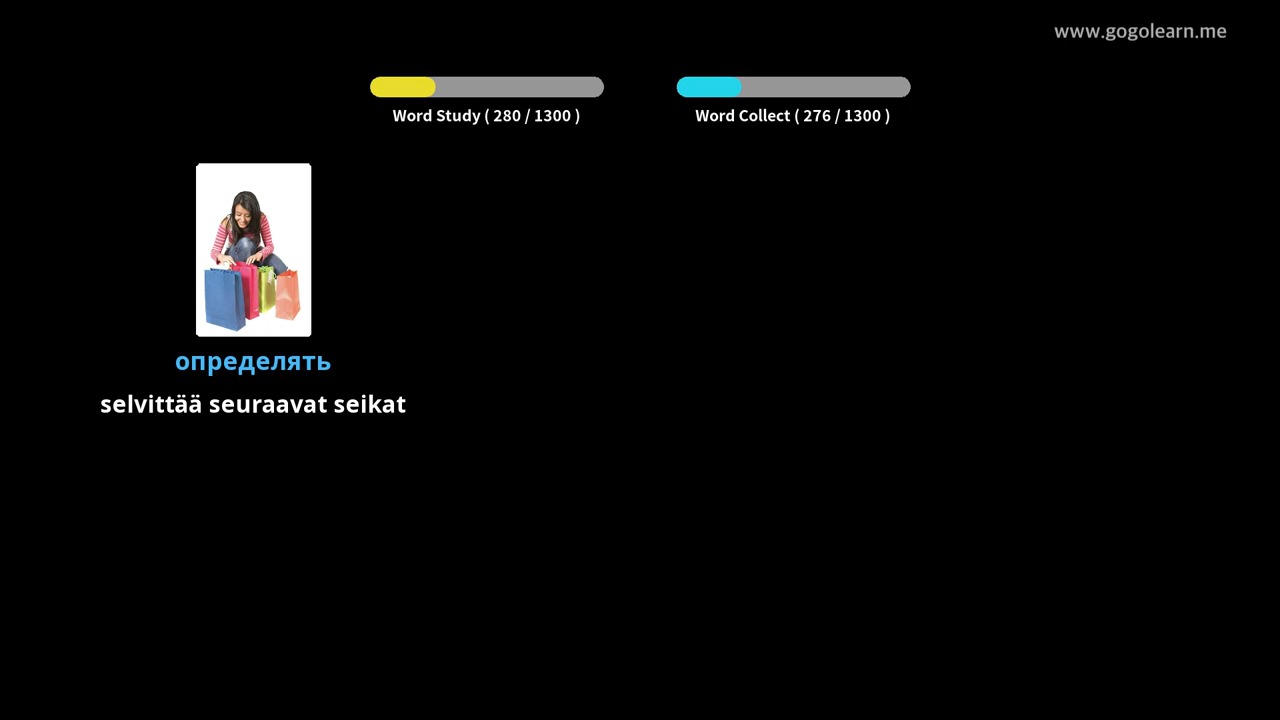 www.gogolearn.me
Word Study ( 280 / 1300 )
Word Collect ( 276 / 1300 )
определять
selvittää seuraavat seikat